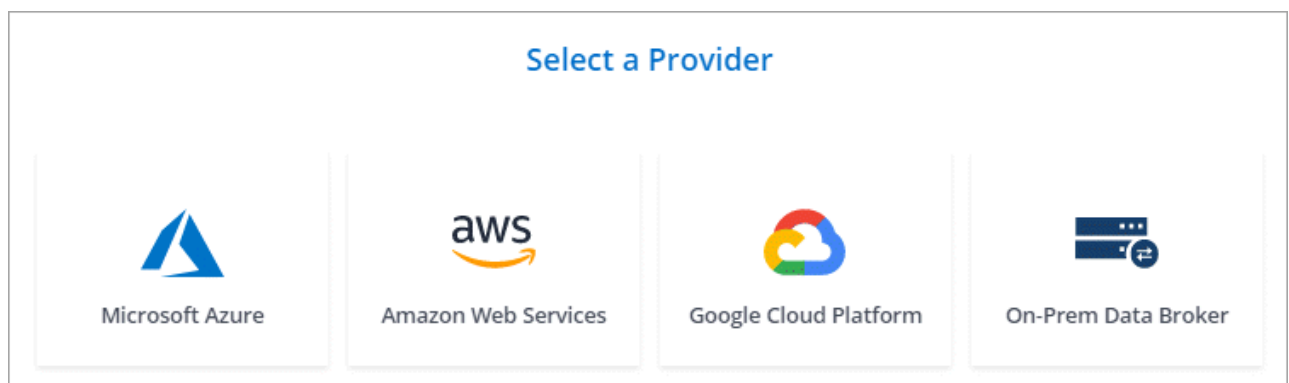 Select a Provider
aws
Microsoft Azure
Amazon Web Services
Google Cloud Platform
On-Prem Data Broker